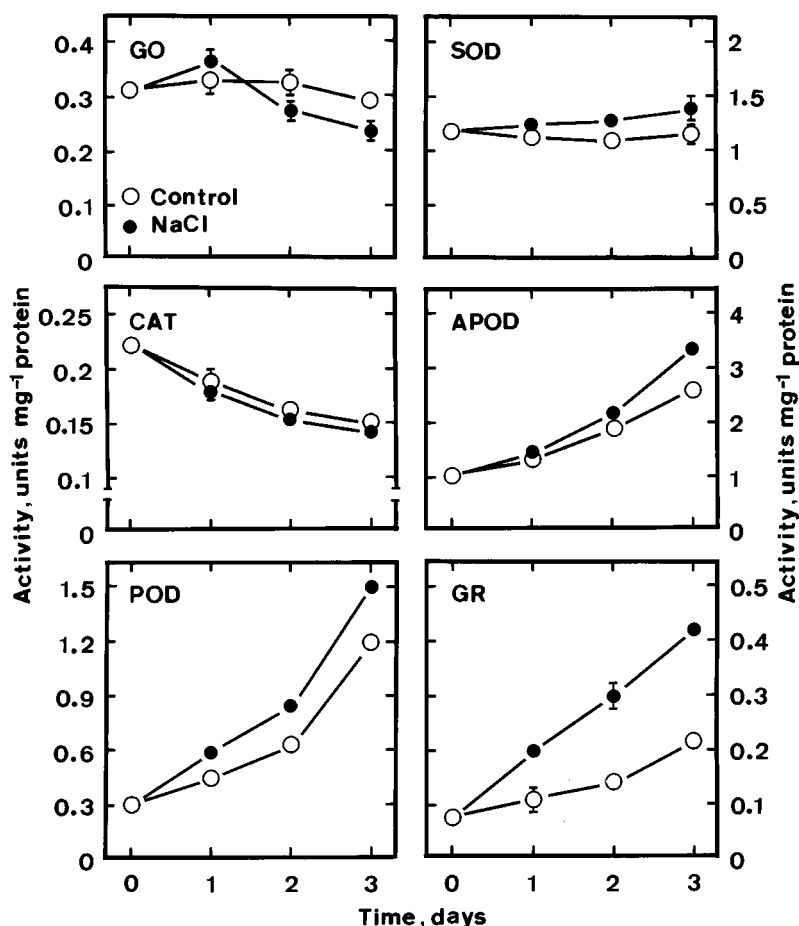 GO
0.4
0.3
0.2
0.1
0
Control
NaCl
SOD
2
1.5
1
0.5
0
CAT
0.25
0.2
0.15
0.1
0
APOD
4
3
2
1
0
POD
1.5
1.2
0.9
0.6
0.3
0
GR
0.5
0.4
0.3
0.2
0.1
0
Activity, units mg⁻¹ protein
Activity, units mg⁻¹ protein
0 1 2 3
0 1 2 3
Time, days